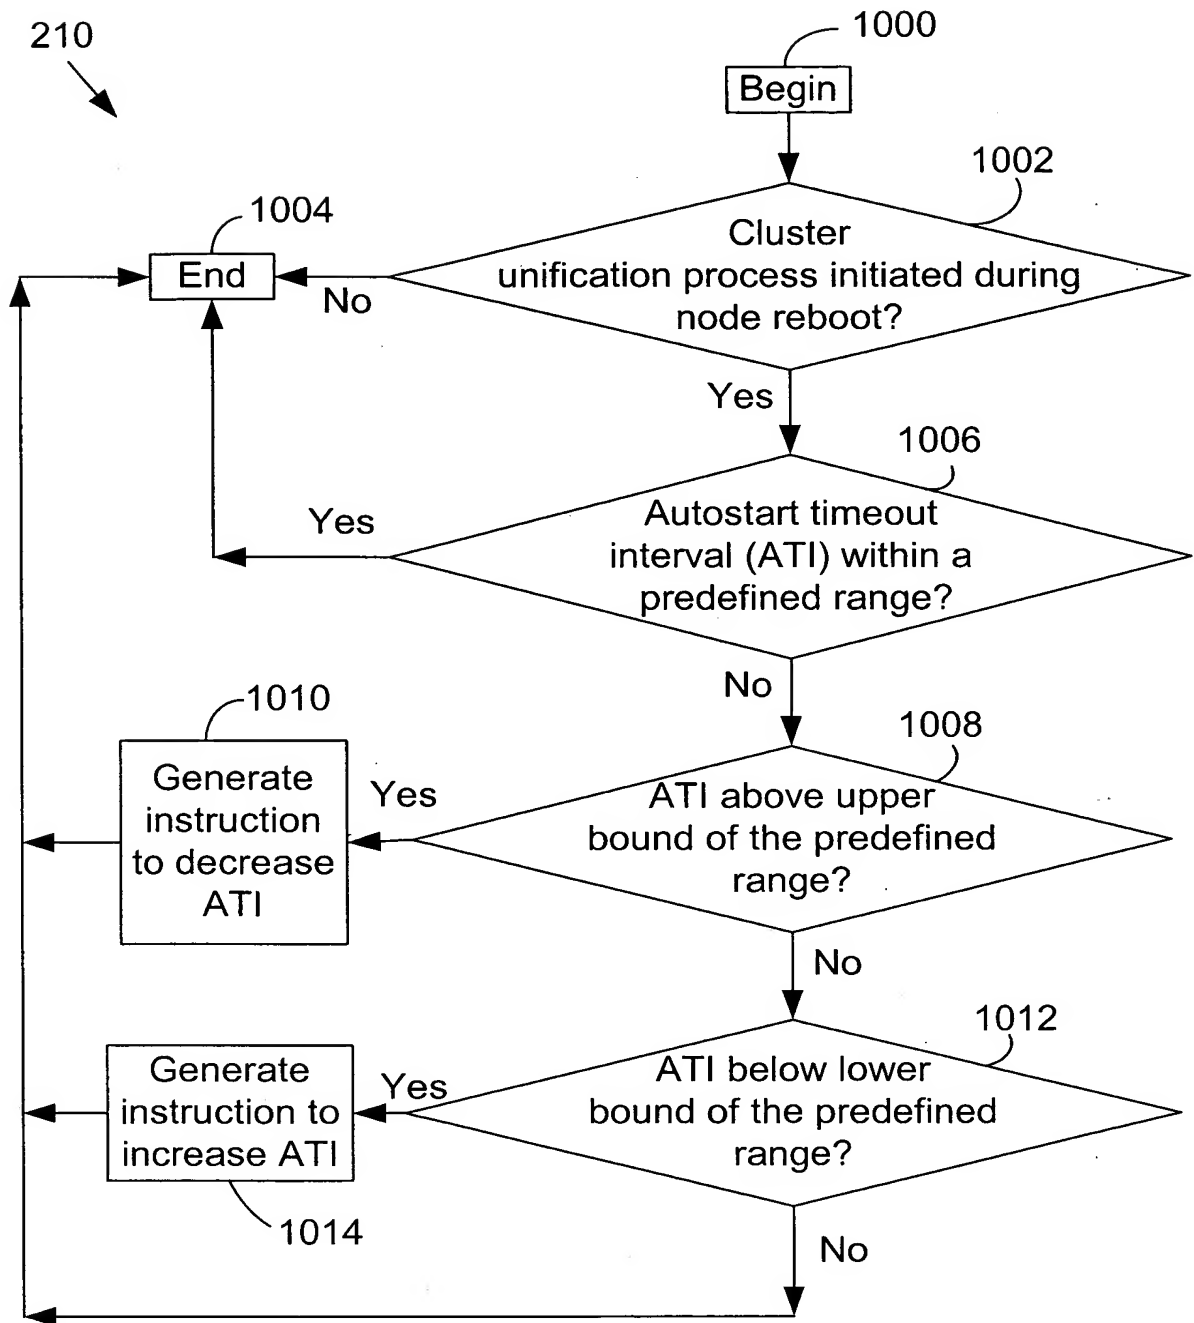 210
1000
Begin
1002
1004
End
Cluster
unification process initiated during
node reboot?
No
Yes
1006
Autostart timeout
interval (ATI) within a
predefined range?
Yes
No
1010
1008
Generate
instruction
to decrease
ATI
Yes
ATI above upper
bound of the predefined
range?
No
1012
Generate
instruction to
increase ATI
Yes
ATI below lower
bound of the predefined
range?
1014
No